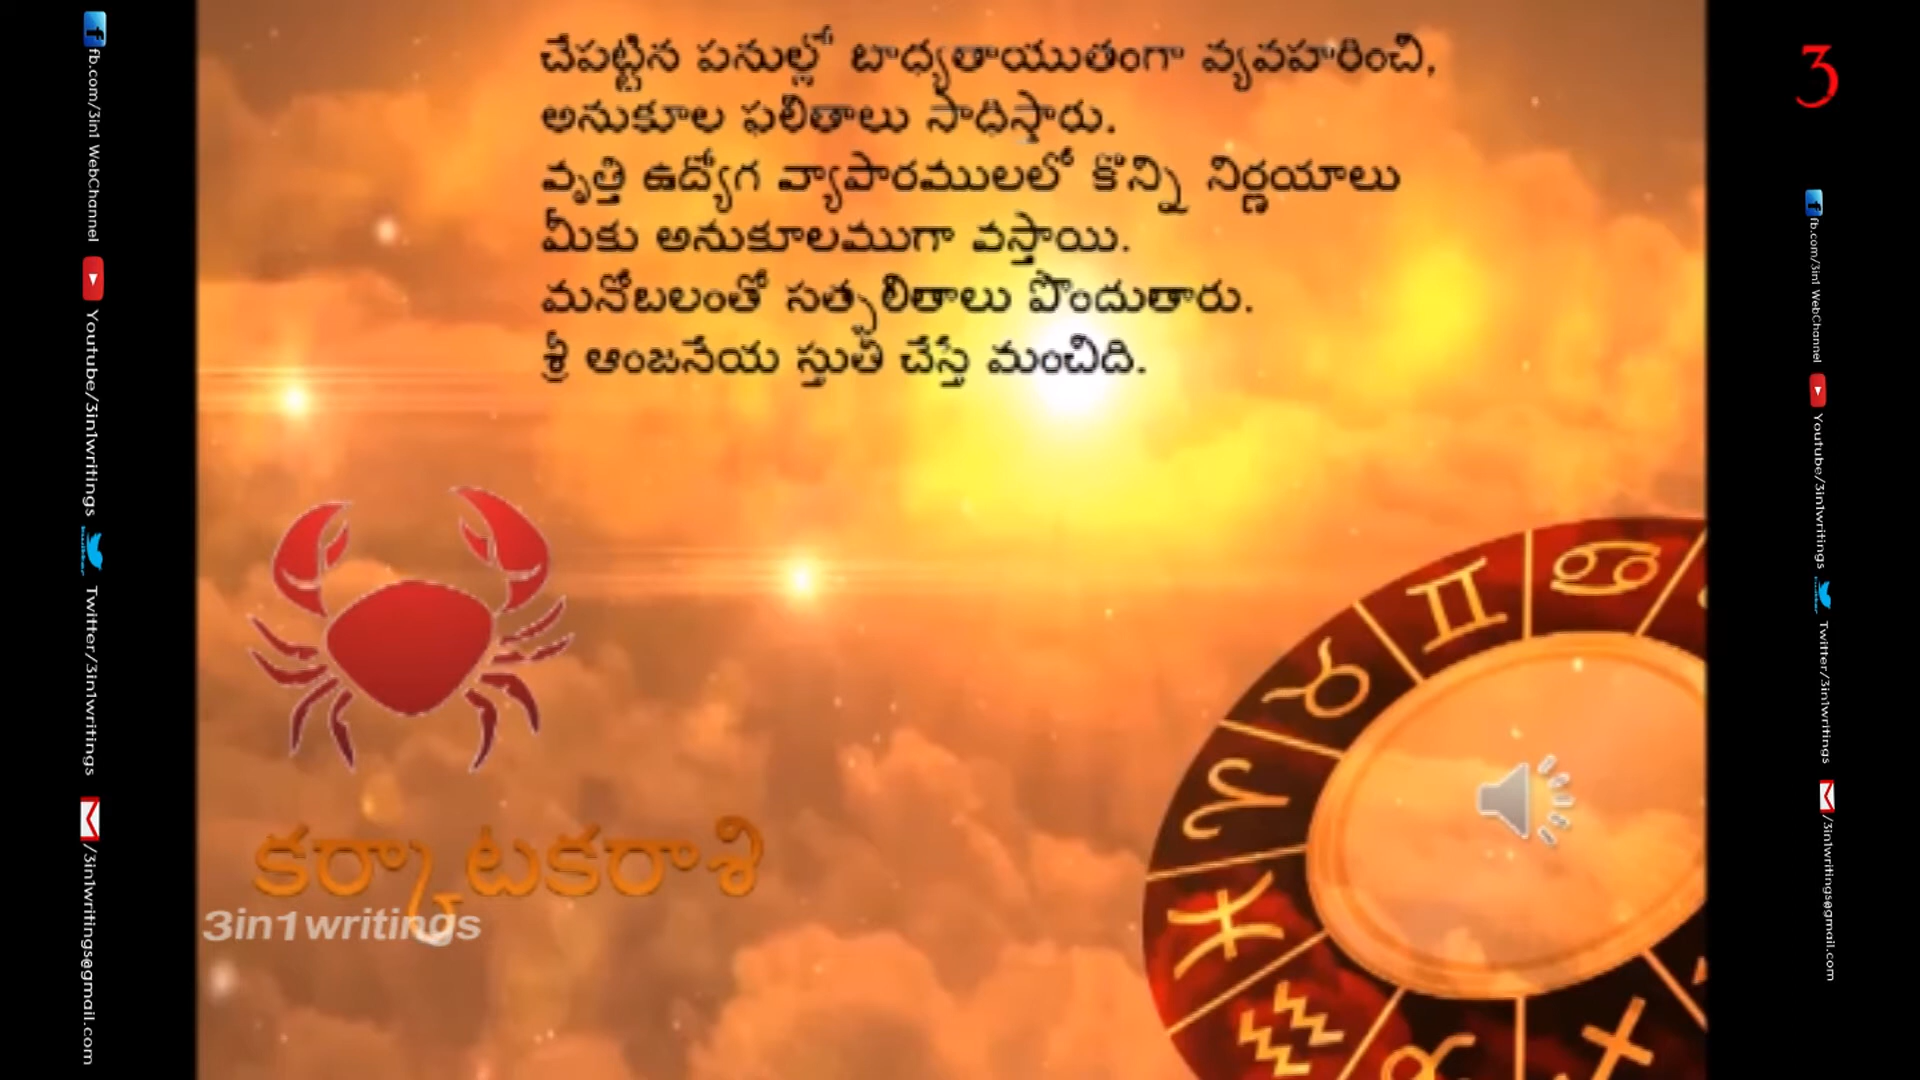 చేపట్టిన పనుల్లో బాధ్యతాయుతంగా వ్యవహరించి,
అనుకూల ఫలితాలు సాధిస్తారు.
వృత్తి ఉద్యోగ వ్యాపారములలో కొన్ని నిర్ణయాలు
మీకు అనుకూలముగా వస్తాయి.
మనోబలంతో సత్ఫలితాలు పొందుతారు.
శ్రీ ఆంజనేయ స్తుతి చేస్తే మంచిది.
కర్కాటకరాశి
3in1writings
fb.com/3in1 WebChannel
Youtube/3in1writings
Twitter/3in1writings
/3in1writings@gmail.com
3
fb.com/3in1 WebChannel
Youtube/3in1writings
Twitter/3in1writings
/3in1writings@gmail.com